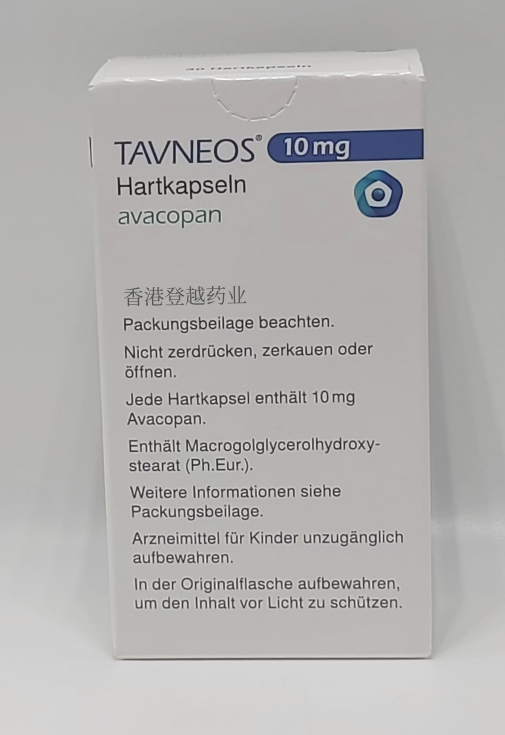 30 Hartkapseln
TAVNEOS® 10 mg
Hartkapseln
avacopan
香港登越药业
Packungsbeilage beachten.
Nicht zerdrücken, zerkauen oder
öffnen.
Jede Hartkapsel enthält 10 mg
Avacopan.
Enthält Macrogolglycerolhydroxy-
stearat (Ph.Eur.).
Weitere Informationen siehe
Packungsbeilage.
Arzneimittel für Kinder unzugänglich
aufbewahren.
In der Originalflasche aufbewahren,
um den Inhalt vor Licht zu schützen.